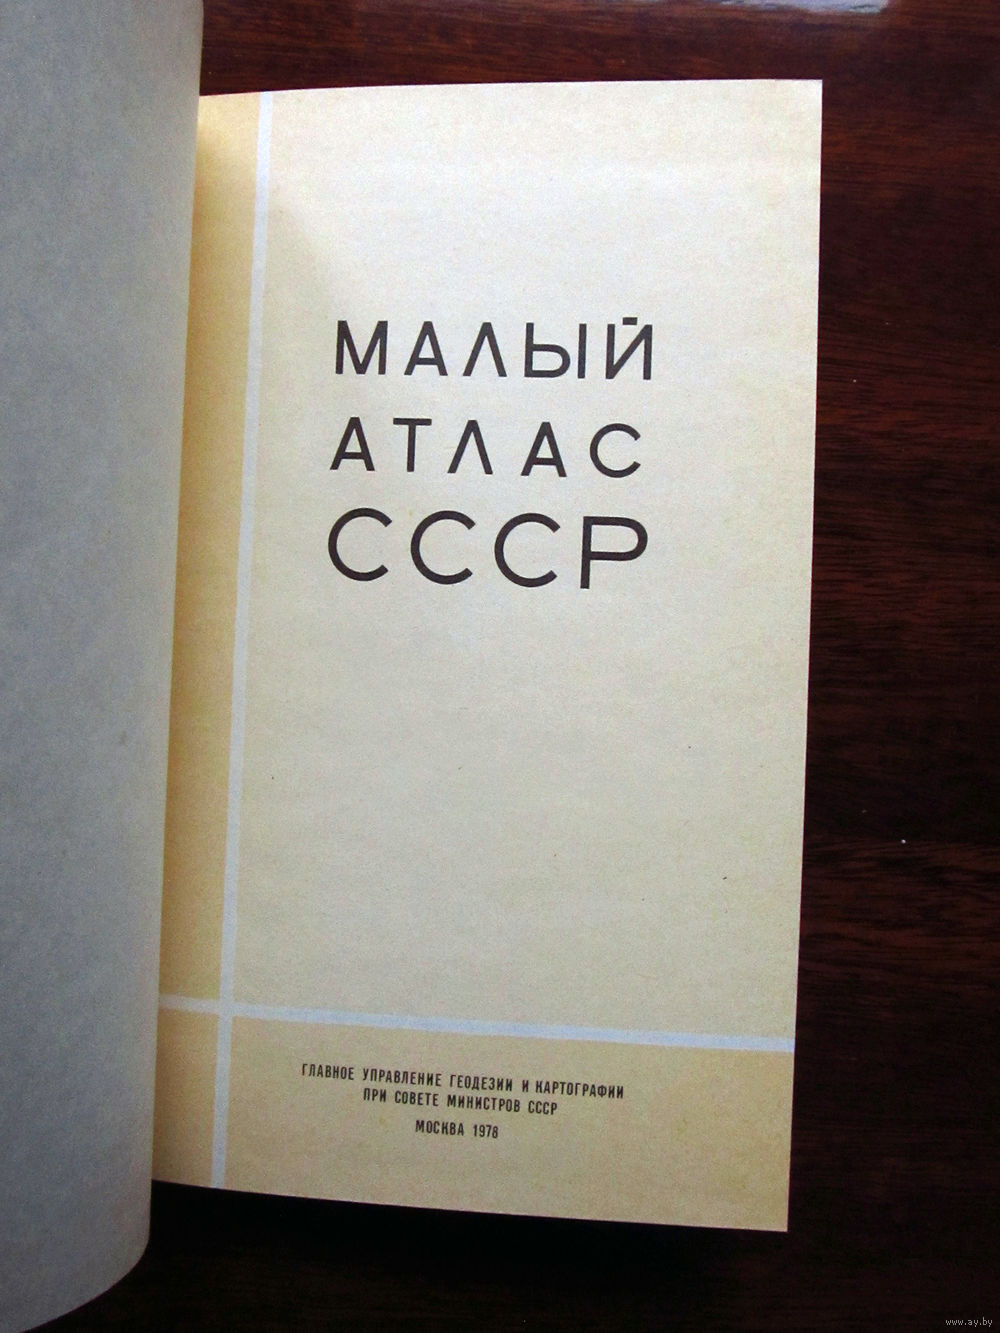 МАЛЫЙ
АТЛАС
СССР
ГЛАВНОЕ УПРАВЛЕНИЕ ГЕОДЕЗИИ И КАРТОГРАФИИ
ПРИ СОВЕТЕ МИНИСТРОВ СССР
МОСКВА 1978
www.ay.by